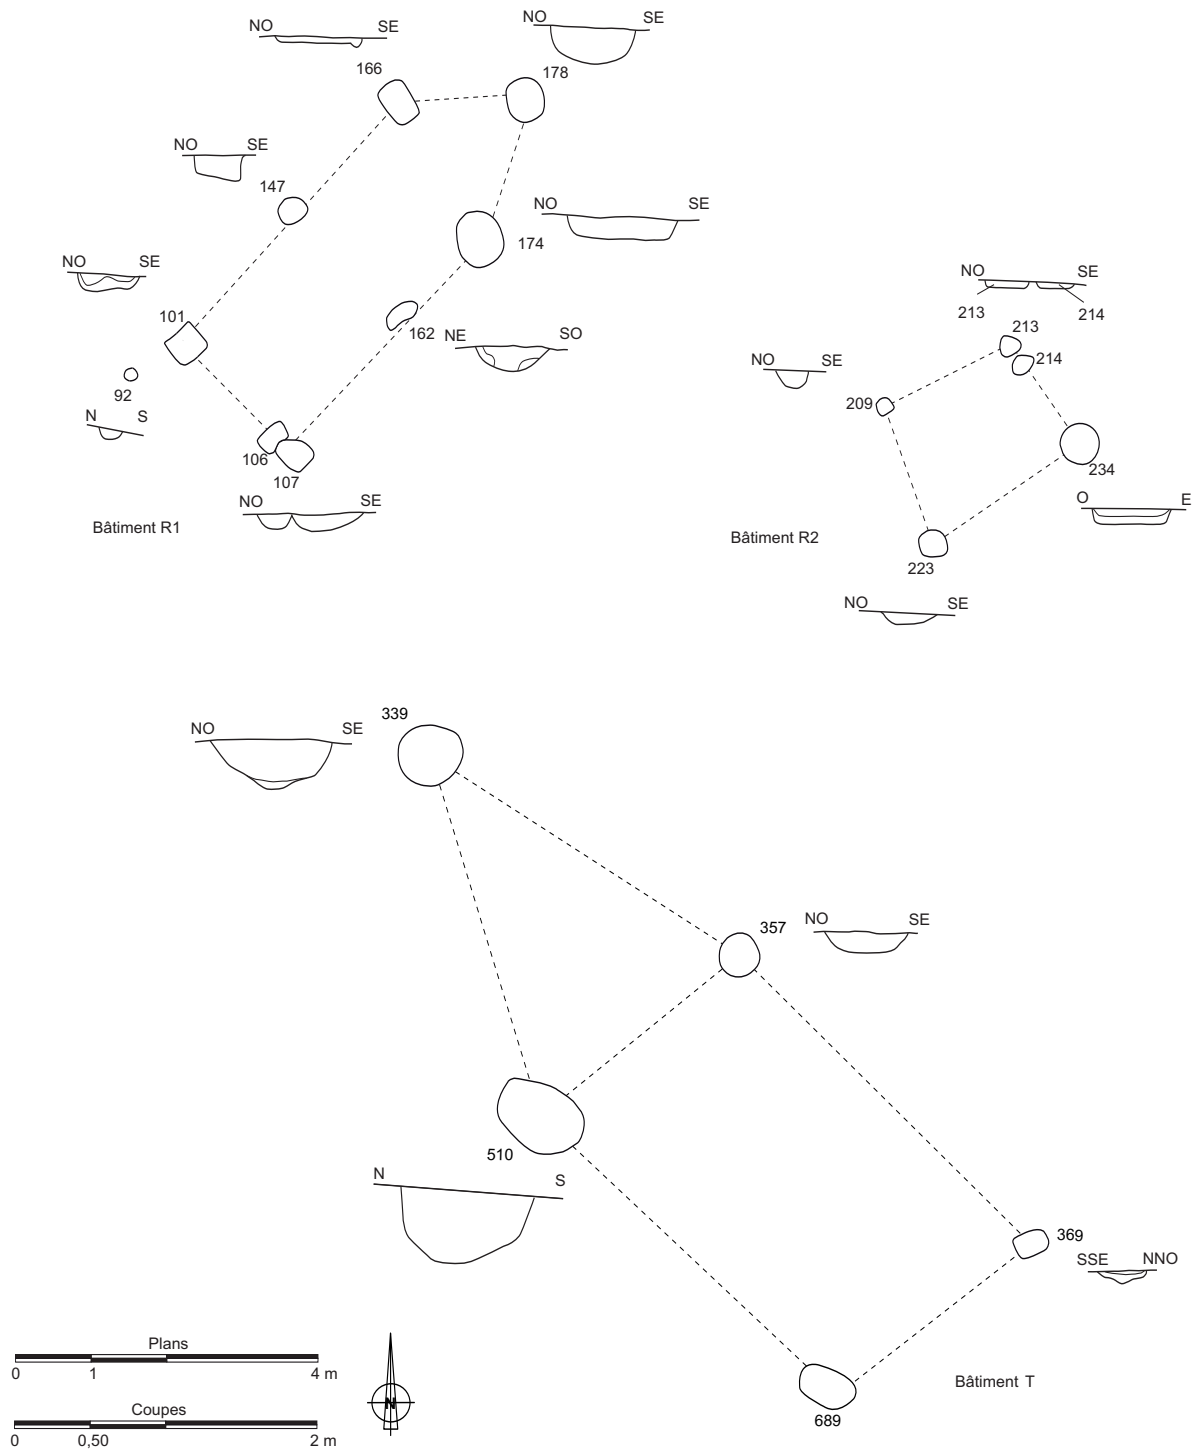 NO SE
166
NO SE
178
NO SE
147
NO SE
174
NO SE
101
162
NE SO
92
N S
106
107
NO SE
Bâtiment R1
NO SE
213
214
213
214
NO SE
209
234
O E
Bâtiment R2
223
NO SE
339
NO SE
357
NO SE
510
N S
369
SSE NNO
689
Bâtiment T
Plans
0 1 4 m
Coupes
0 0,50 2 m
N